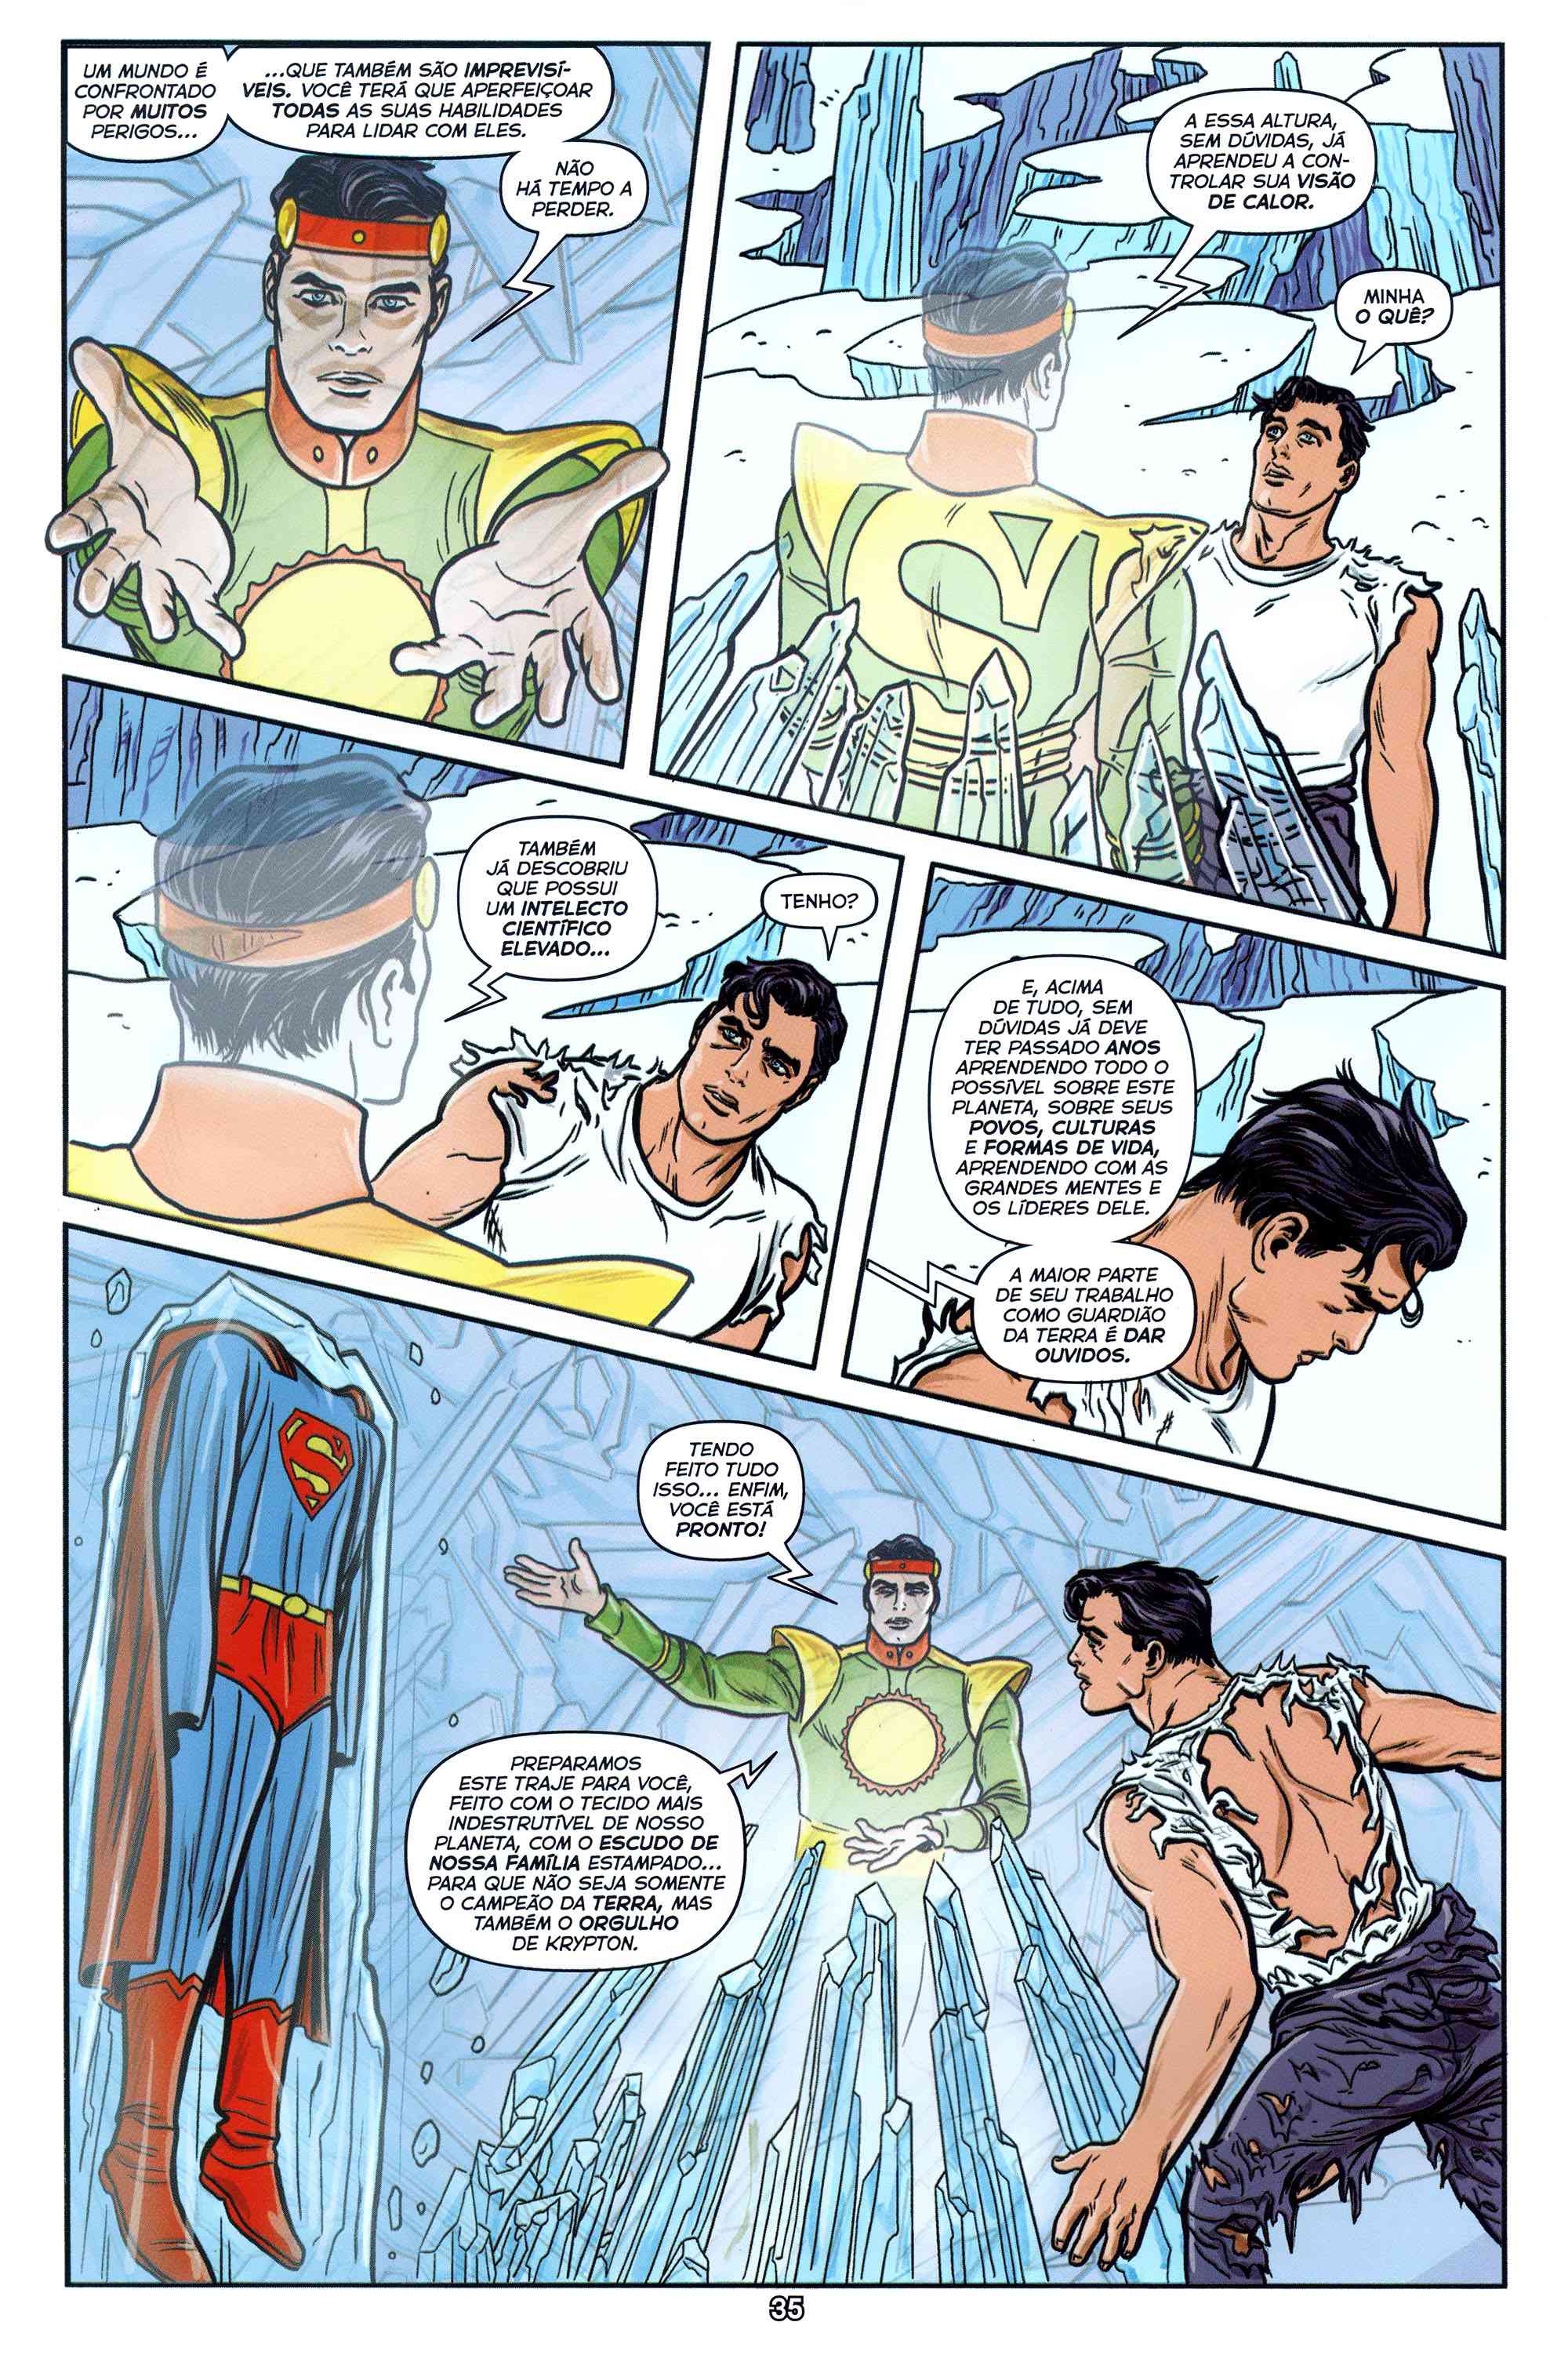 UM MUNDO É
CONFRONTADO
POR MUITOS
PERIGOS...
...QUE TAMBÉM SÃO IMPREVISÍ-
VEIS. VOCÊ TERÁ QUE APERFEIÇOAR
TODAS AS SUAS HABILIDADES
PARA LIDAR COM ELES.
NÃO
HÁ TEMPO A
PERDER.
A ESSA ALTURA,
SEM DÚVIDAS, JÁ
APRENDEU A CON-
TROLAR SUA VISÃO
DE CALOR.
MINHA
O QUÊ?
S
TAMBÉM
JÁ DESCOBRIU
QUE POSSUI
UM INTELECTO
CIENTÍFICO
ELEVADO...
TENHO?
E, ACIMA
DE TUDO, SEM
DÚVIDAS JÁ DEVE
TER PASSADO ANOS
APRENDENDO TODO O
POSSÍVEL SOBRE ESTE
PLANETA, SOBRE SEUS
POVOS, CULTURAS
E FORMAS DE VIDA,
APRENDENDO COM AS
GRANDES MENTES E
OS LÍDERES DELE.
A MAIOR PARTE
DE SEU TRABALHO
COMO GUARDIÃO
DA TERRA É DAR
OUVIDOS.
S
TENDO
FEITO TUDO
ISSO... ENFIM,
VOCÊ ESTÁ
PRONTO!
PREPARAMOS
ESTE TRAJE PARA VOCÊ,
FEITO COM O TECIDO MAIS
INDESTRUTÍVEL DE NOSSO
PLANETA, COM O ESCUDO DE
NOSSA FAMÍLIA ESTAMPADO...
PARA QUE NÃO SEJA SOMENTE
O CAMPEÃO DA TERRA, MAS
TAMBÉM O ORGULHO
DE KRYPTON.
35